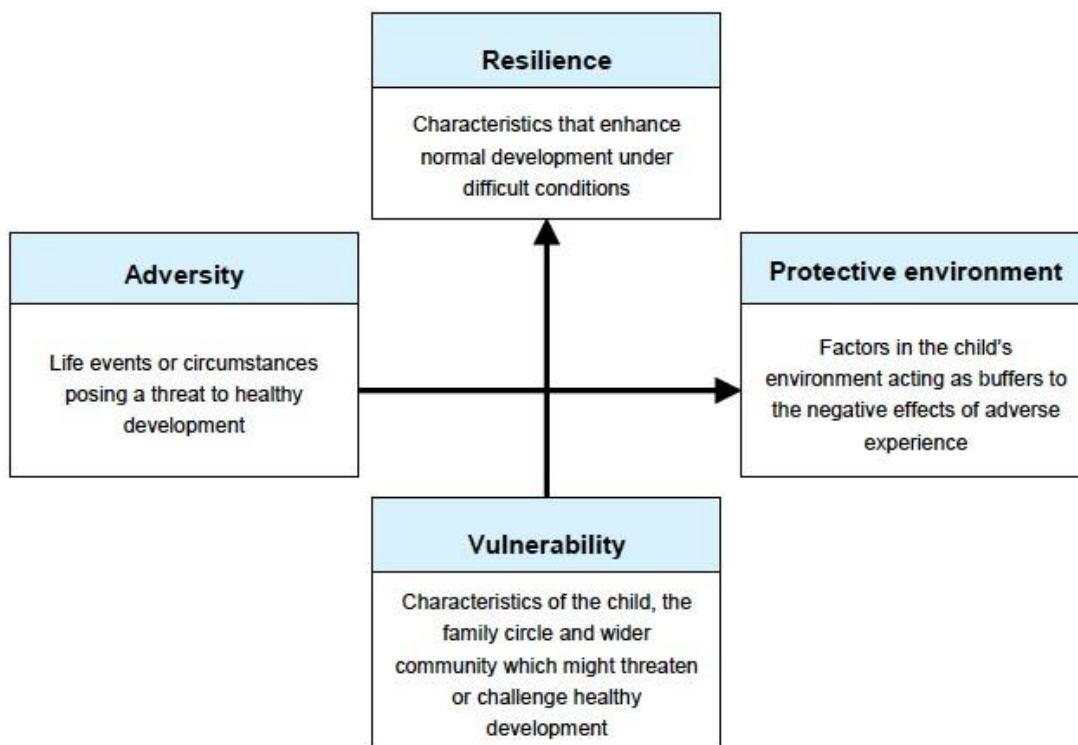 Resilience
Characteristics that enhance
normal development under
difficult conditions
Adversity
Life events or circumstances
posing a threat to healthy
development
Protective environment
Factors in the child's
environment acting as buffers to
the negative effects of adverse
experience
Vulnerability
Characteristics of the child, the
family circle and wider
community which might threaten
or challenge healthy
development